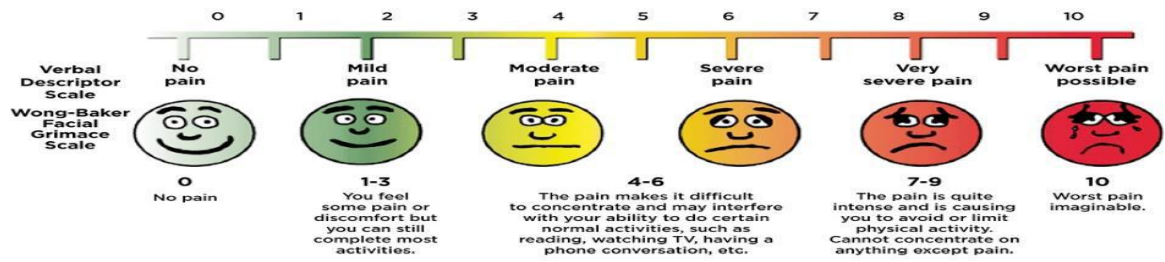 0 1 2 3 4 5 6 7 8 9 10
Verbal
Descriptor
Scale
No
pain
Mild
pain
Moderate
pain
Severe
pain
Very
severe pain
Worst pain
possible
Wong-Baker
Facial
Grimace
Scale
0
No pain
1-3
You feel
some pain or
discomfort but
you can still
complete most
activities.
4-6
The pain makes it difficult
to concentrate and may interfere
with your ability to do certain
normal activities, such as
reading, watching TV, having a
phone conversation, etc.
7-9
The pain is quite
intense and is causing
you to avoid or limit
physical activity.
Cannot concentrate on
anything except pain.
10
Worst pain
imaginable.